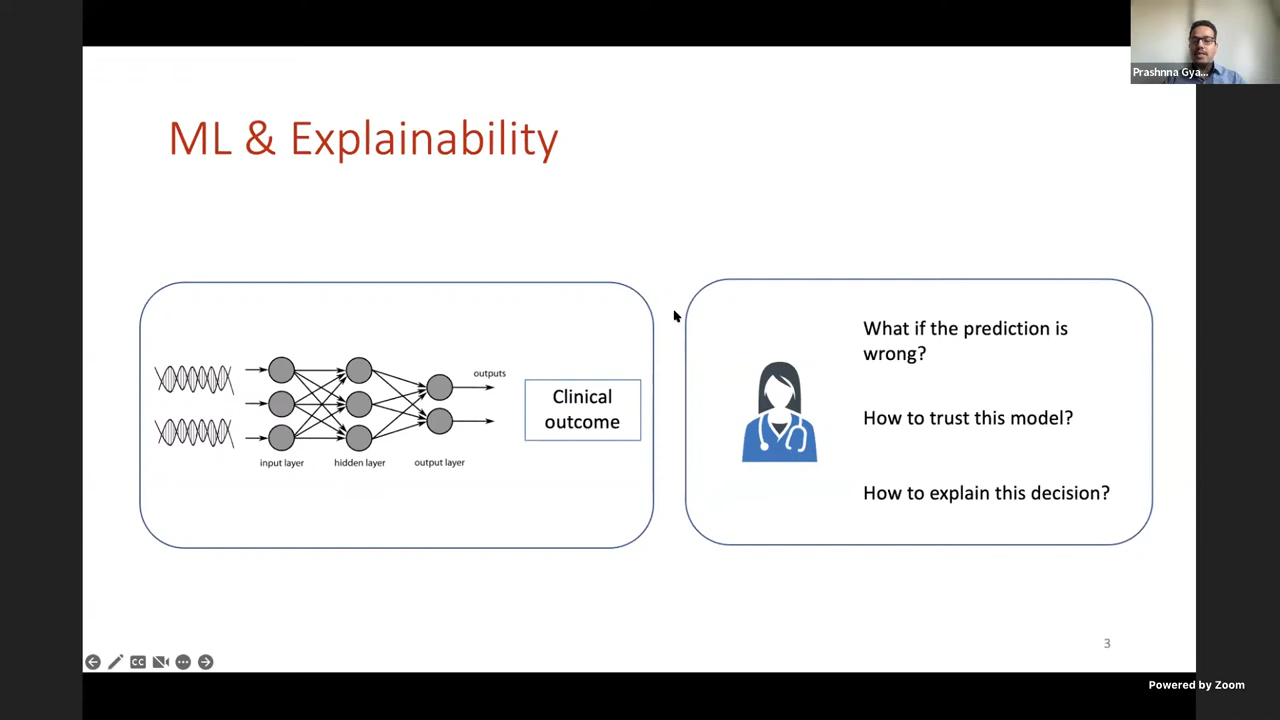 Prashnna Gya...
ML & Explainability
outputs
input layer
hidden layer
output layer
Clinical
outcome
What if the prediction is
wrong?
How to trust this model?
How to explain this decision?
3
CC
Powered by Zoom